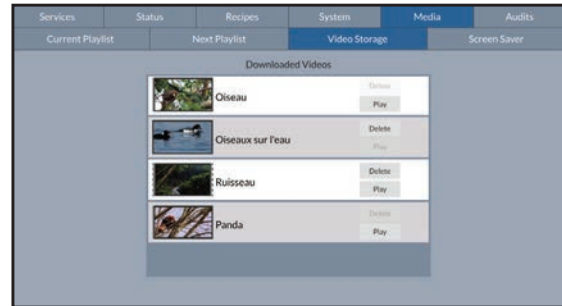 Services Status Recipes System Media Audits
Current Playlist Next Playlist Video Storage Screen Saver
Downloaded Videos
Oiseau
Delete
Play
Oiseaux sur l'eau
Delete
Play
Ruisseau
Delete
Play
Panda
Delete
Play